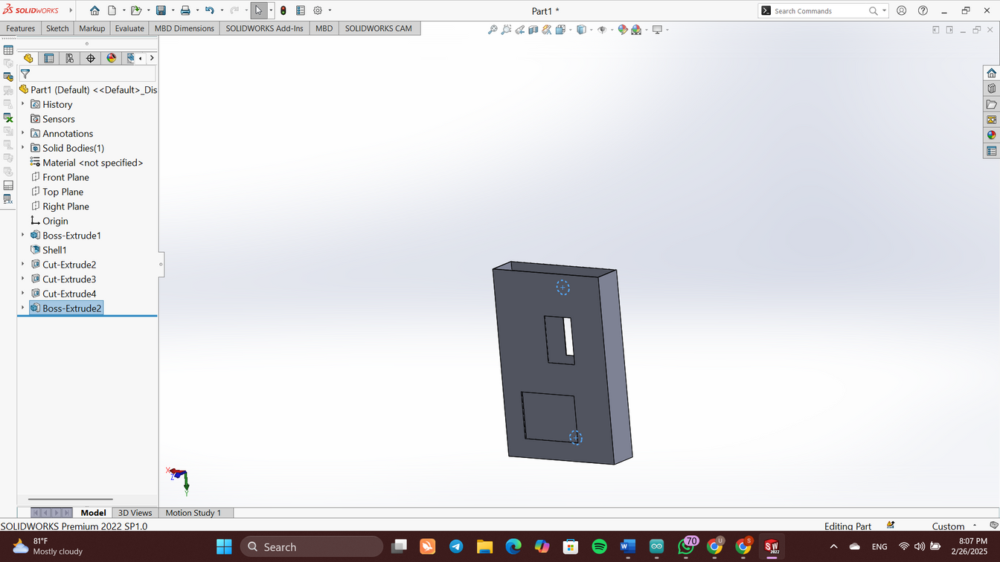 SOLIDWORKS
Part1 *
Search Commands
Features
Sketch
Markup
Evaluate
MBD Dimensions
SOLIDWORKS Add-Ins
MBD
SOLIDWORKS CAM
Part1 (Default) <<Default>_Dis
History
Sensors
Annotations
Solid Bodies(1)
Material <not specified>
Front Plane
Top Plane
Right Plane
Origin
Boss-Extrude1
Shell1
Cut-Extrude2
Cut-Extrude3
Cut-Extrude4
Boss-Extrude2
X
Z
Y
Model
3D Views
Motion Study 1
SOLIDWORKS Premium 2022 SP1.0
Editing Part
Custom
81°F
Mostly cloudy
Search
70
U
S
SW
2022
ENG
8:07 PM
2/26/2025